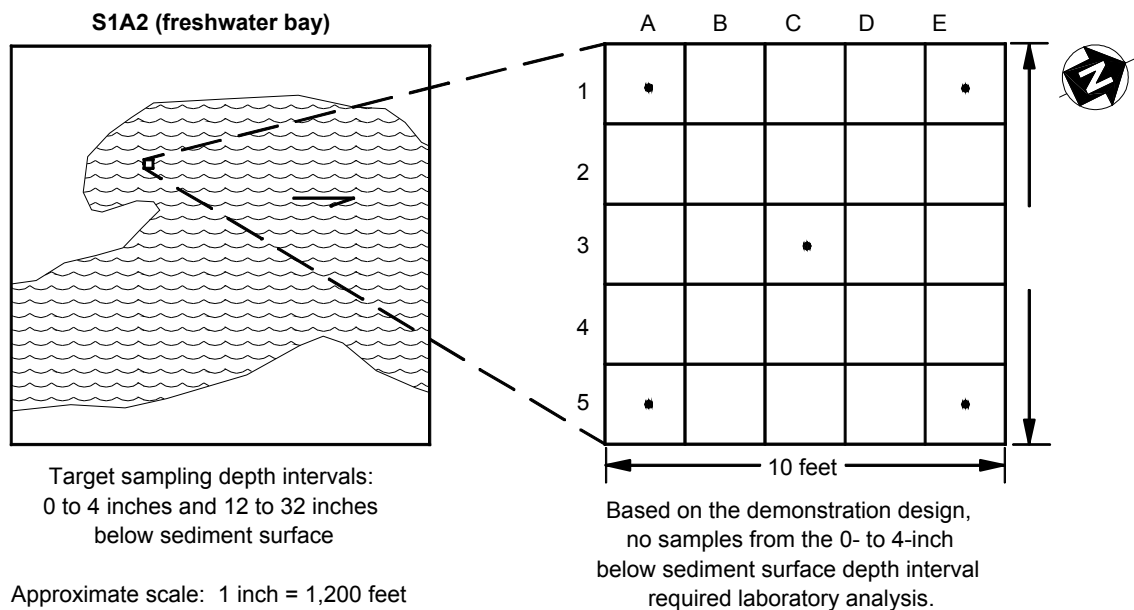 S1A2 (freshwater bay)
A B C D E
1
2
3
4
5
N
10 feet
Target sampling depth intervals:
0 to 4 inches and 12 to 32 inches
below sediment surface
Approximate scale: 1 inch = 1,200 feet
Based on the demonstration design,
no samples from the 0- to 4-inch
below sediment surface depth interval
required laboratory analysis.